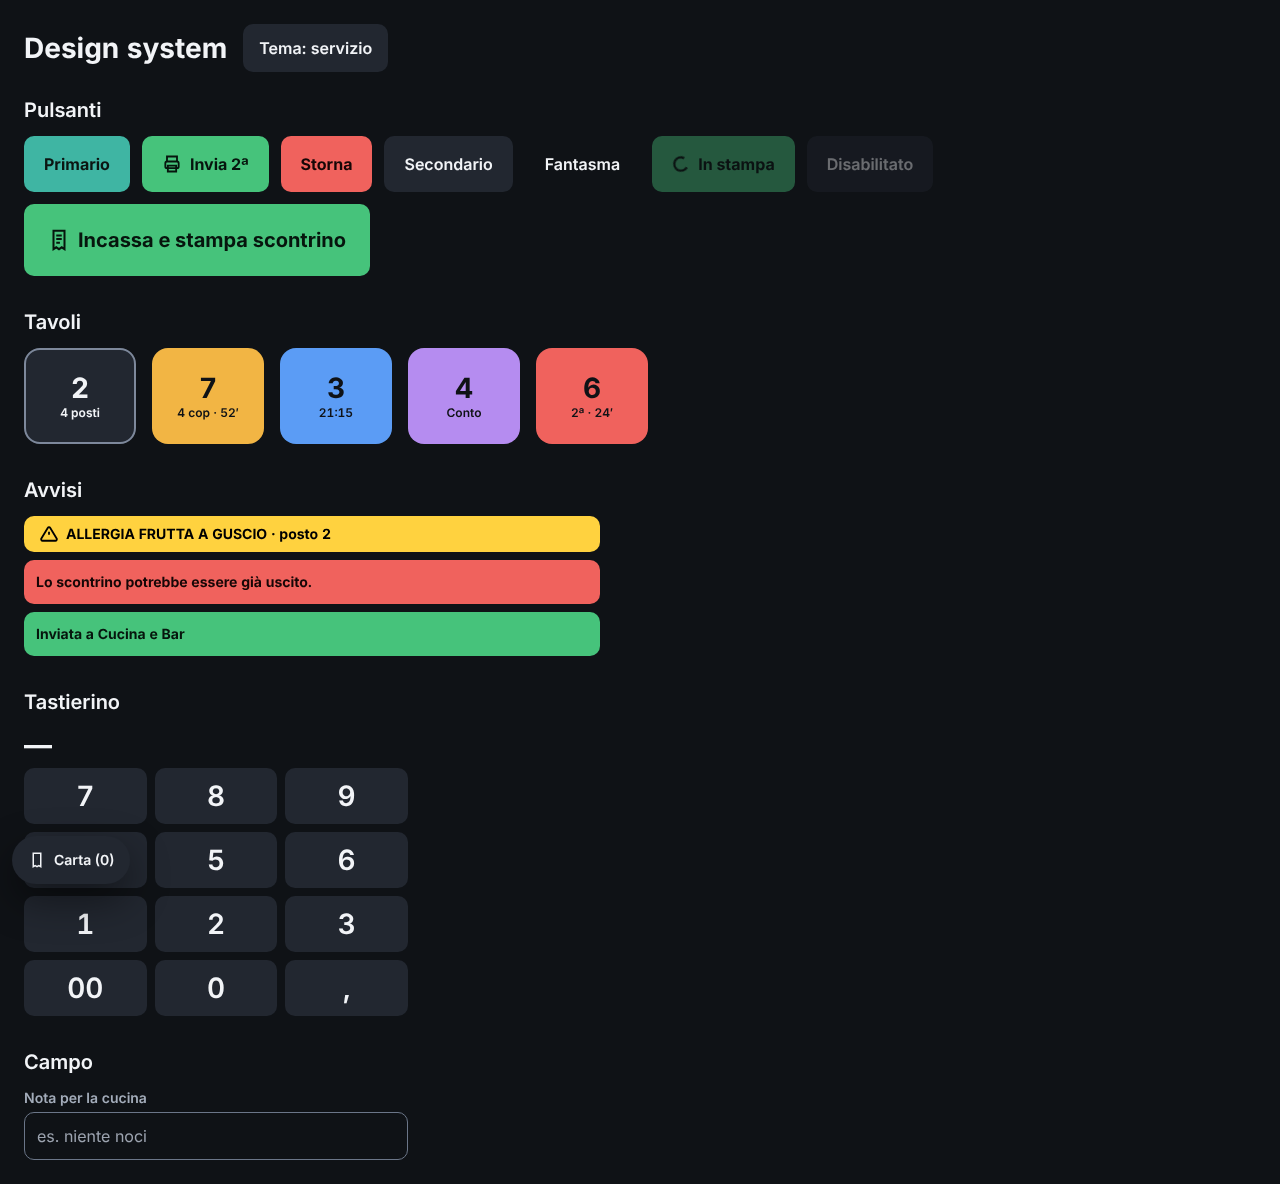 Design system
Tema: servizio
Pulsanti
Primario
Invia 2ª
Storna
Secondario
Fantasma
In stampa
Disabilitato
Incassa e stampa scontrino
Tavoli
2
4 posti
7
4 cop · 52′
3
21:15
4
Conto
6
2ª · 24′
Avvisi
ALLERGIA FRUTTA A GUSCIO · posto 2
Lo scontrino potrebbe essere già uscito.
Inviata a Cucina e Bar
Tastierino
—
7 8 9
Carta (0)
5 6
1 2 3
00 0 ,
Campo
Nota per la cucina
es. niente noci